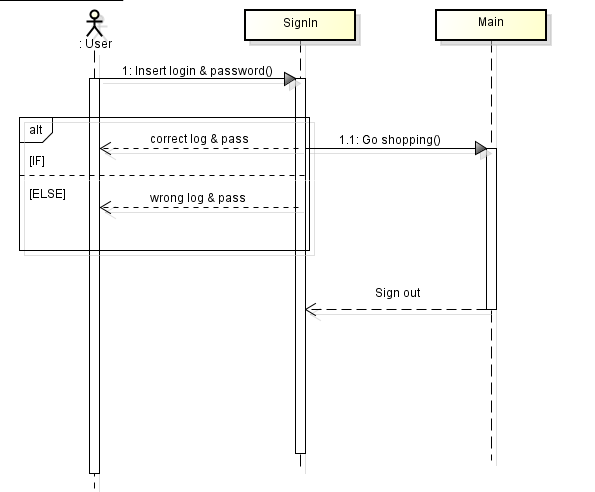 : User
SignIn
Main
1: Insert login & password()
alt
correct log & pass
1.1: Go shopping()
[IF]
[ELSE]
wrong log & pass
Sign out